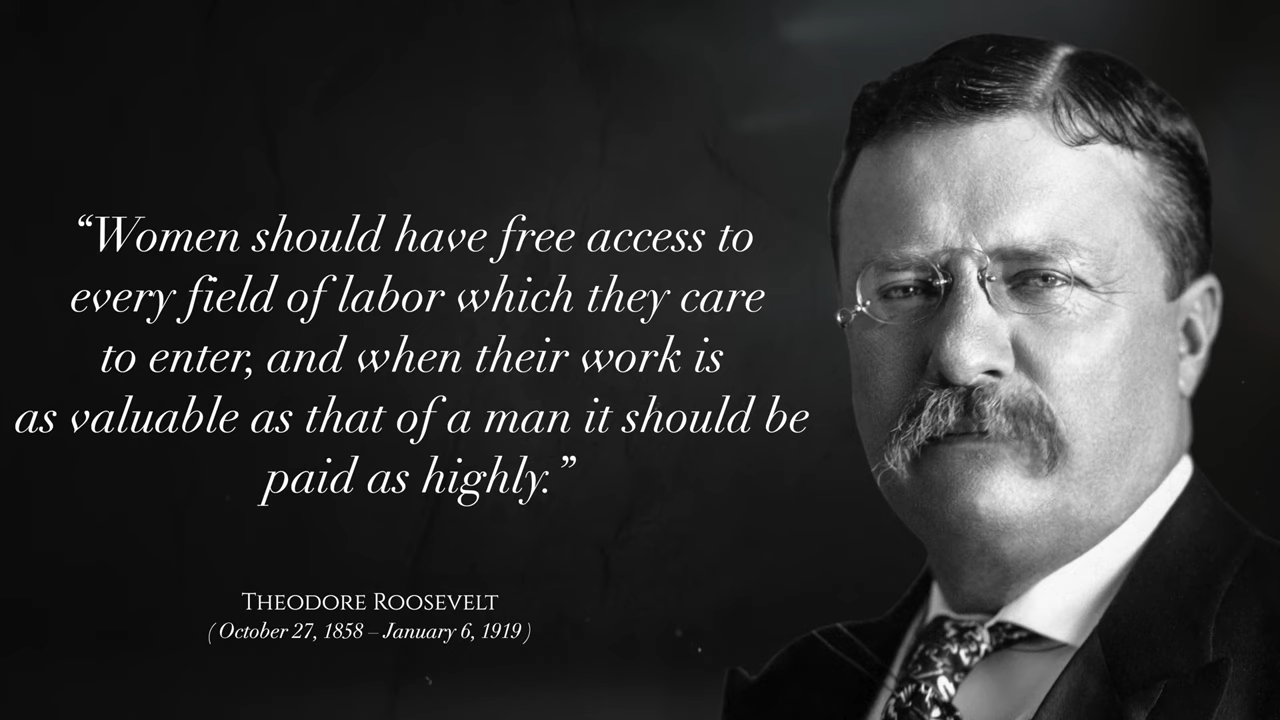 “Women should have free access to
every field of labor which they care
to enter, and when their work is
as valuable as that of a man it should be
paid as highly.”
Theodore Roosevelt
( October 27, 1858 – January 6, 1919 )